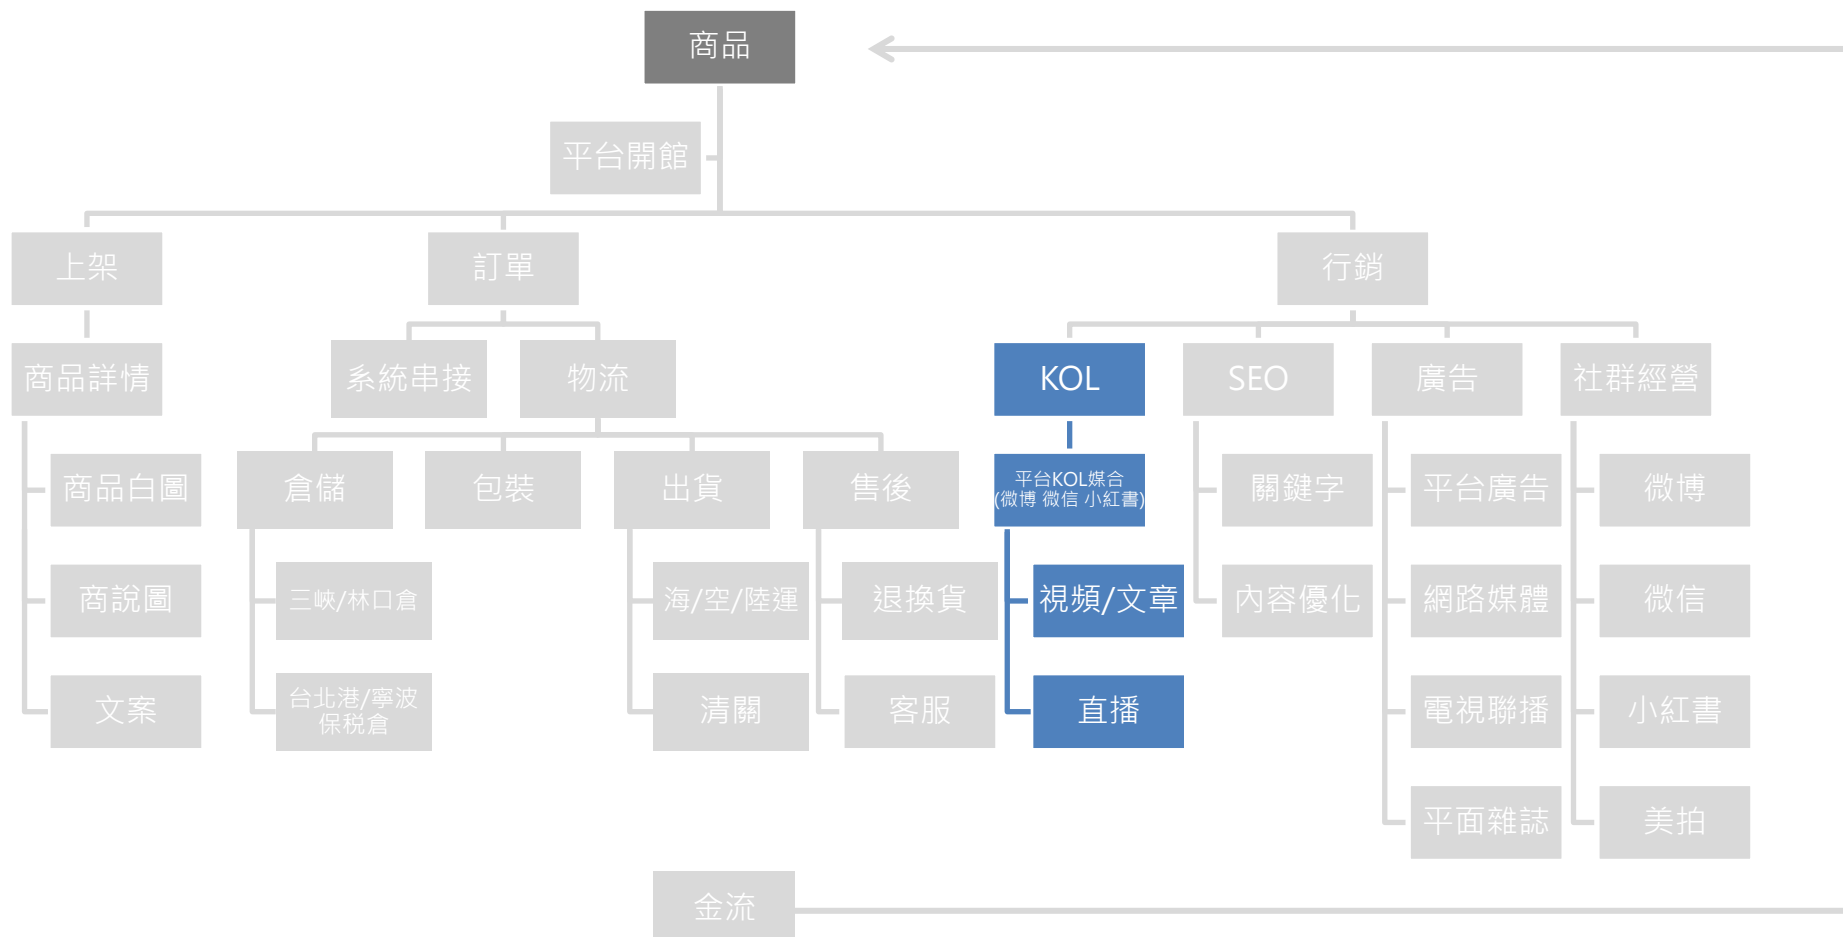 商品
平台開館
上架
訂單
行銷
商品詳情
系統串接
物流
KOL
SEO
廣告
社群經營
商品白圖
倉儲
包裝
出貨
售後
平台KOL媒合
(微博 微信 小紅書)
關鍵字
平台廣告
微博
商說圖
三峽/林口倉
海/空/陸運
退換貨
視頻/文章
內容優化
網路媒體
微信
文案
台北港/寧波
保稅倉
清關
客服
直播
電視聯播
小紅書
平面雜誌
美拍
金流